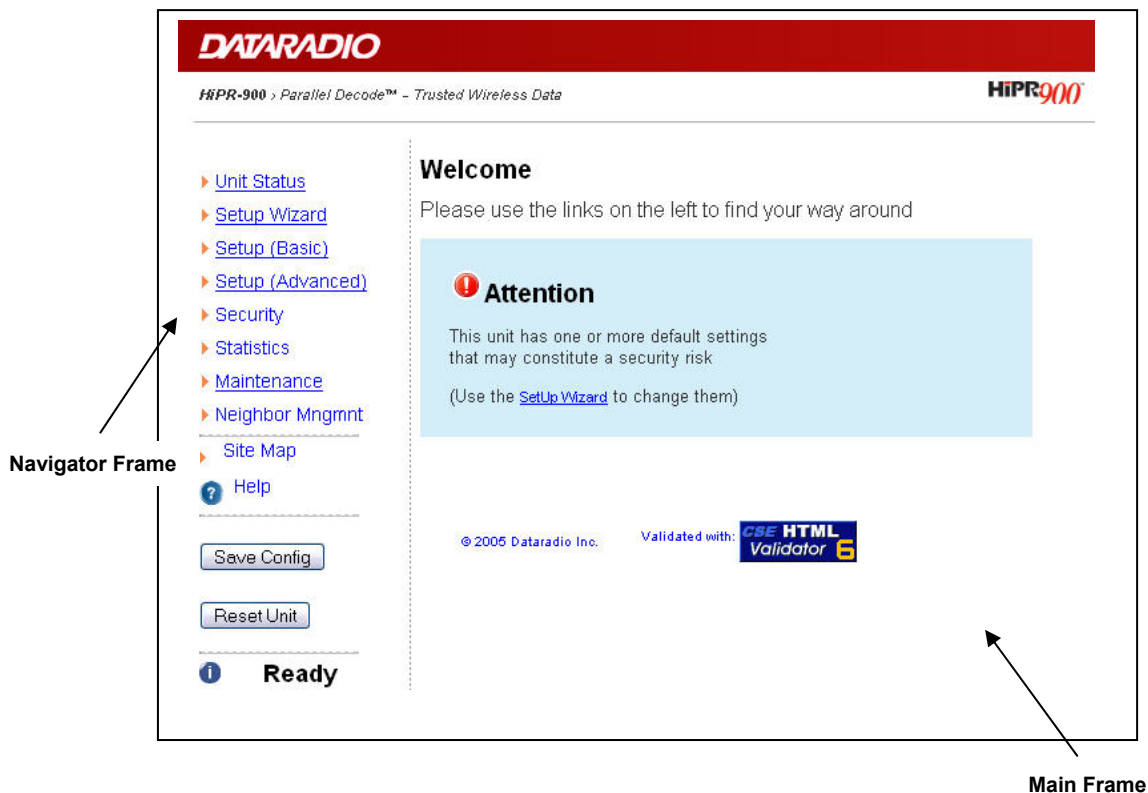 DATARADIO
HiPR-900 › Parallel Decode™ – Trusted Wireless Data
HiPR900™
Unit Status
Setup Wizard
Setup (Basic)
Setup (Advanced)
Security
Statistics
Maintenance
Neighbor Mngmnt
Site Map
? Help
Save Config
Reset Unit
i Ready
Welcome
Please use the links on the left to find your way around
! Attention
This unit has one or more default settings
that may constitute a security risk
(Use the SetUp Wizard to change them)
© 2005 Dataradio Inc.
Validated with:
CSE HTML
Validator 6
Navigator Frame
Main Frame